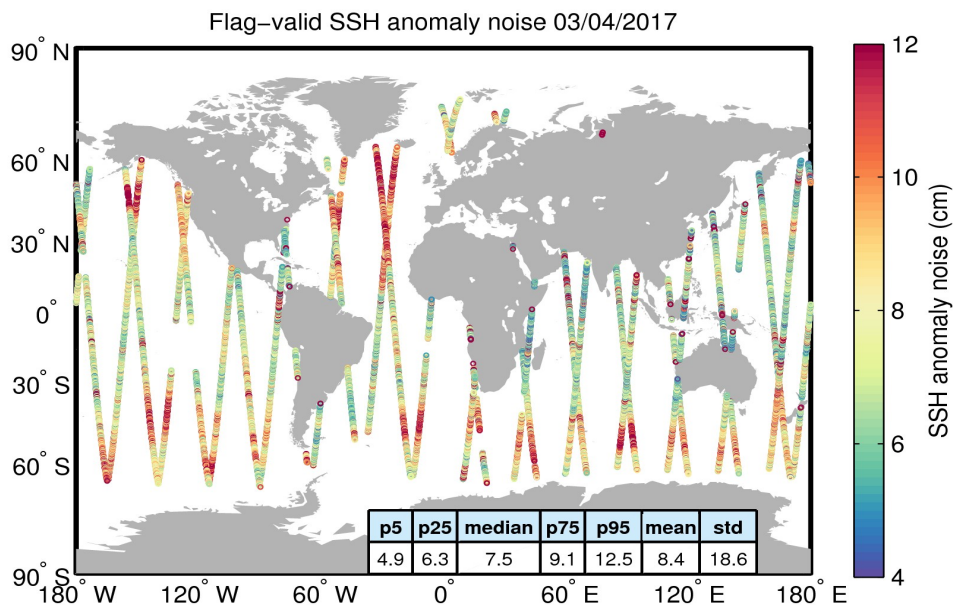 Flag−valid SSH anomaly noise 03/04/2017
90° N
60° N
30° N
0°
30° S
60° S
90° S
180° W
120° W
60° W
0°
60° E
120° E
180° E
12
10
8
6
4
SSH anomaly noise (cm)
p5 p25 median p75 p95 mean std
4.9 6.3 7.5 9.1 12.5 8.4 18.6